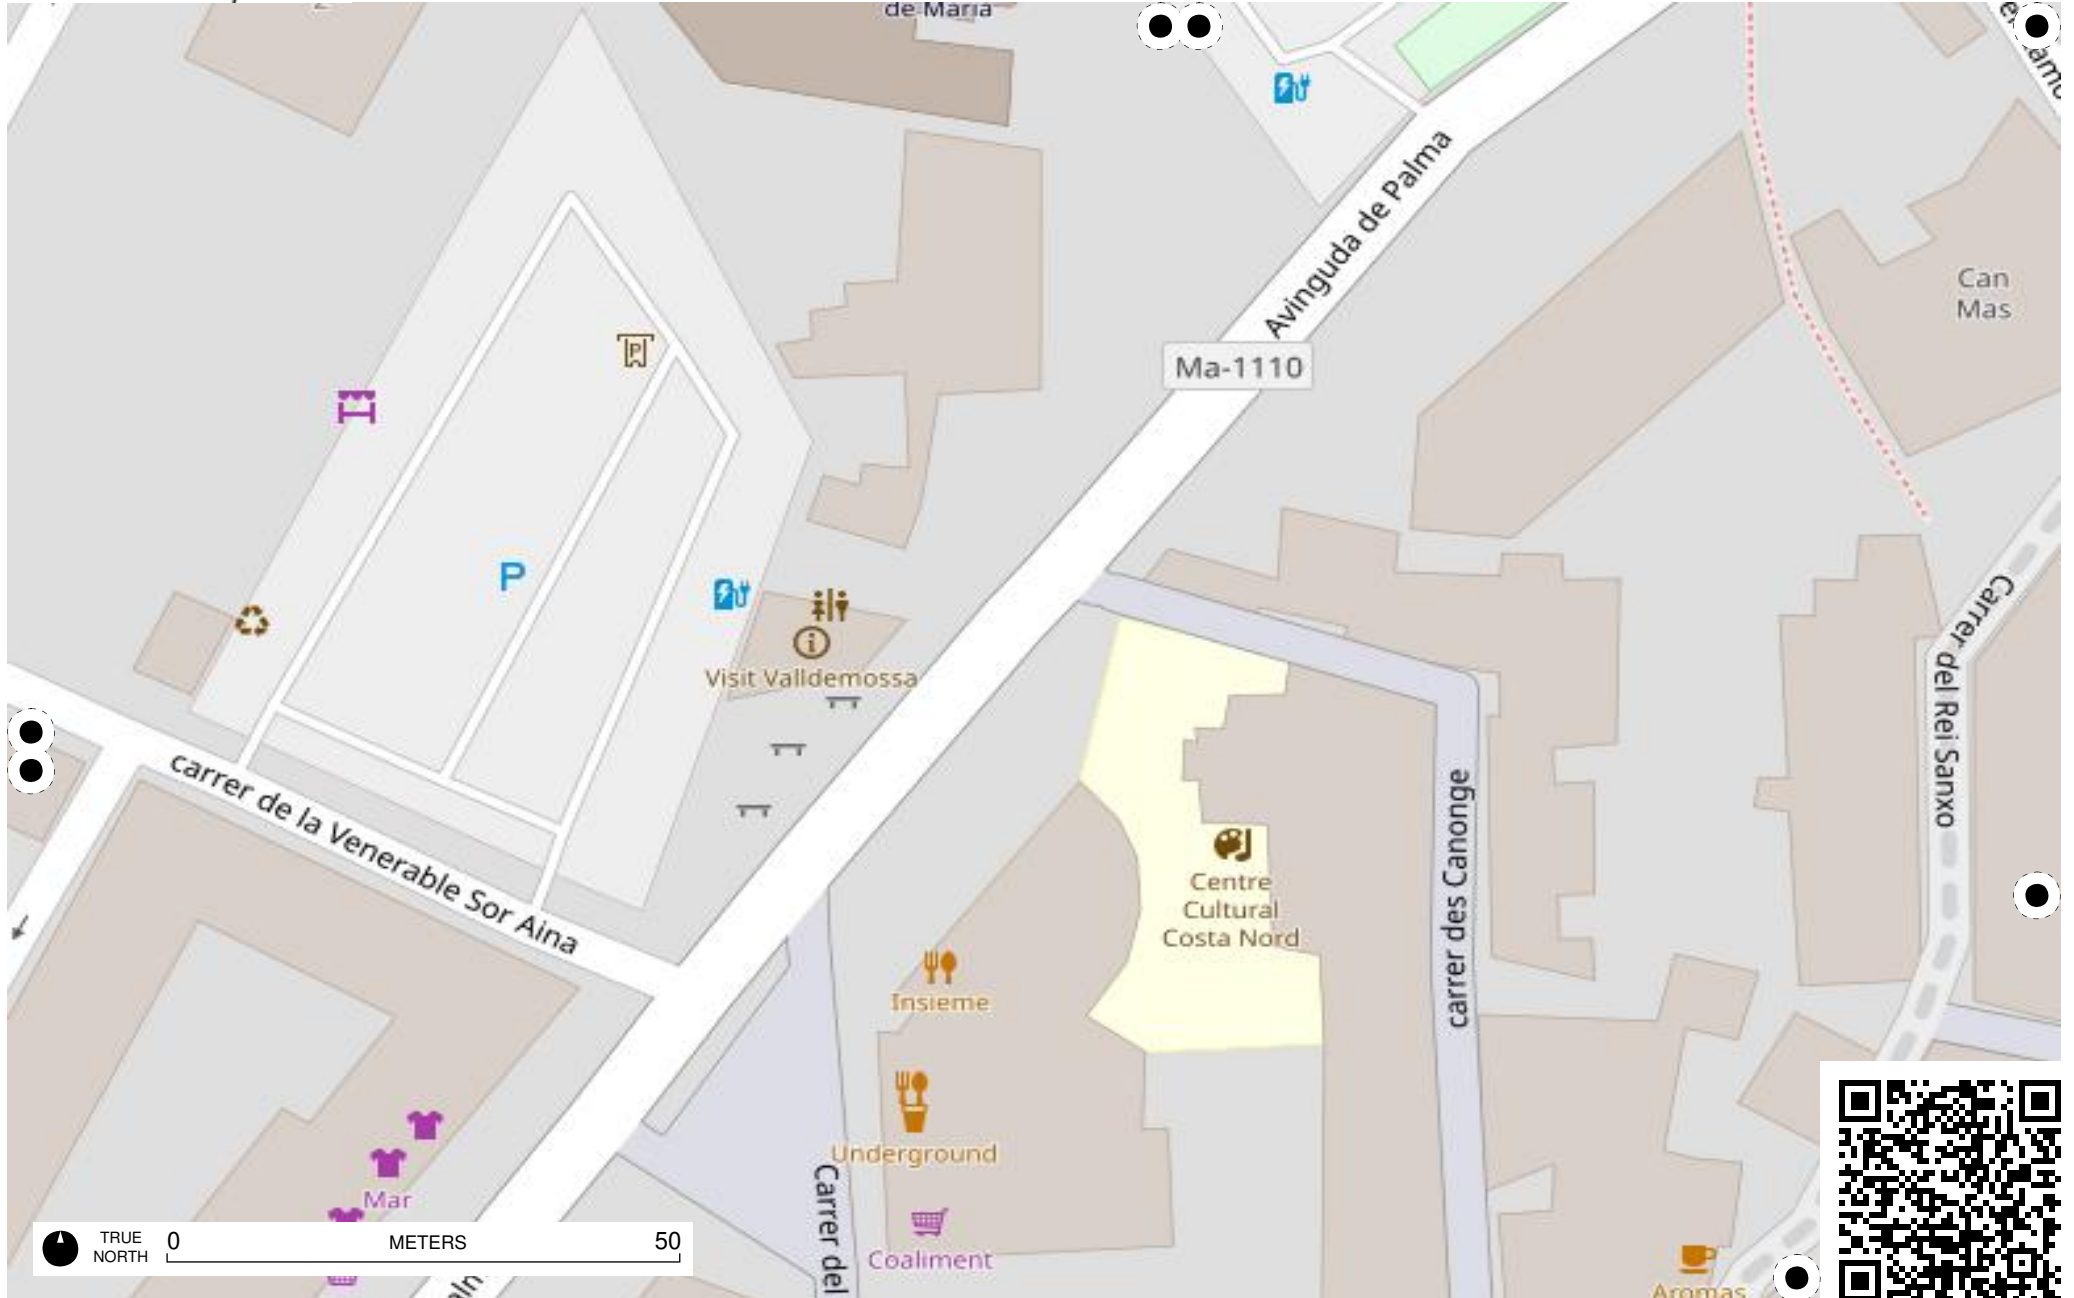 de Maria
Avinguda de Palma
Ma-1110
Can
Mas
P
P
Visit Valldemossa
carrer de la Venerable Sor Aina
Carrer del Rei Sanxo
carrer des Canonge
Centre
Cultural
Costa Nord
Insieme
Underground
Mar
Carrer del
Coaliment
Aromas
TRUE
NORTH
0
METERS
50